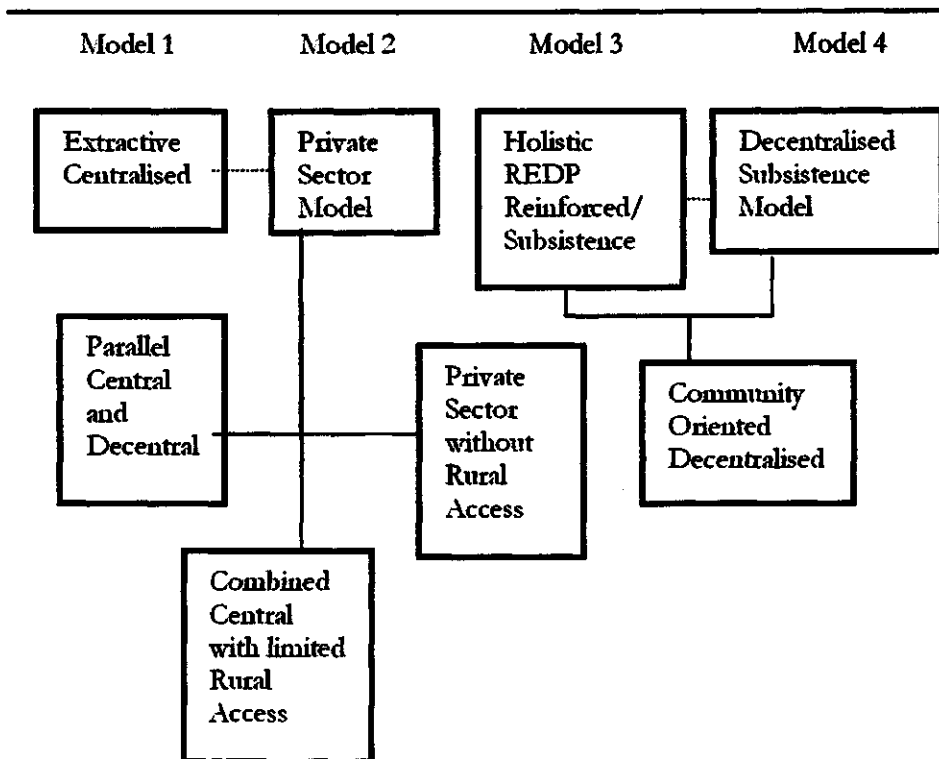 Model 1 Model 2 Model 3 Model 4
Extractive
Centralised
Private
Sector
Model
Holistic
REDP
Reinforced/
Subsistence
Decentralised
Subsistence
Model
Parallel
Central
and
Decentral
Private
Sector
without
Rural
Access
Community
Oriented
Decentralised
Combined
Central
with limited
Rural
Access